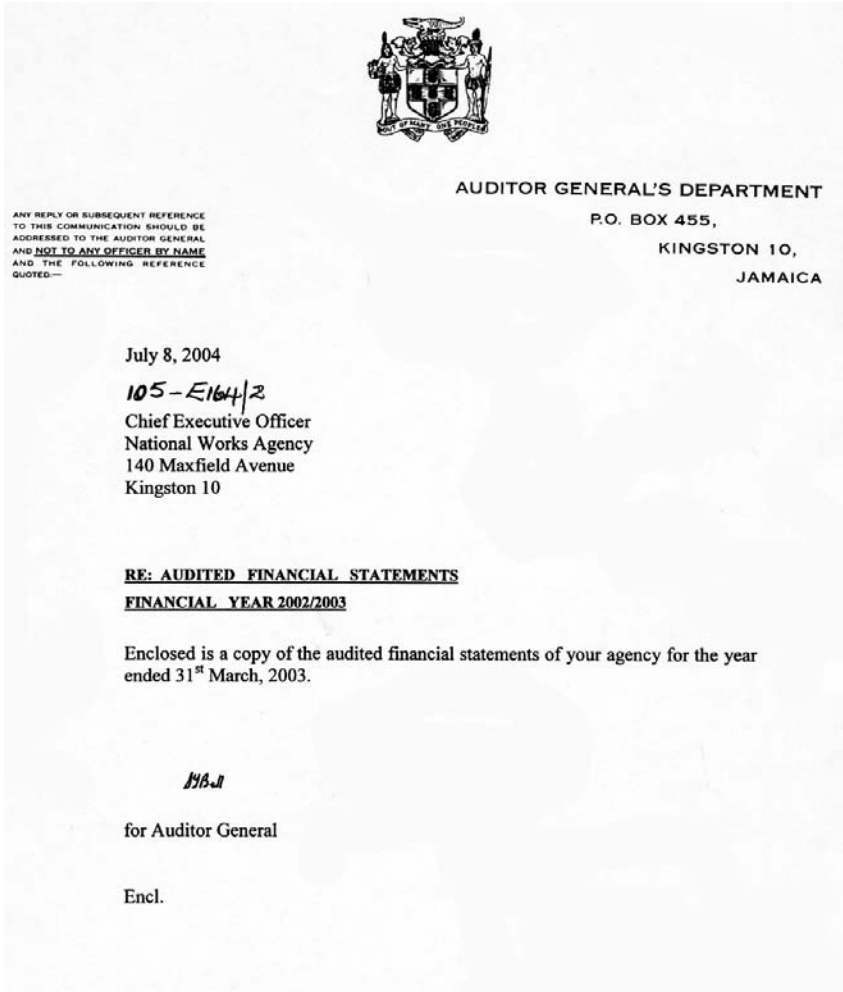 OUT OF MANY ONE PEOPLE
AUDITOR GENERAL'S DEPARTMENT
P.O. BOX 455,
KINGSTON 10,
JAMAICA
ANY REPLY OR SUBSEQUENT REFERENCE
TO THIS COMMUNICATION SHOULD BE
ADDRESSED TO THE AUDITOR GENERAL
AND NOT TO ANY OFFICER BY NAME
AND THE FOLLOWING REFERENCE
QUOTED:—
July 8, 2004
105-E164/2
Chief Executive Officer
National Works Agency
140 Maxfield Avenue
Kingston 10
RE: AUDITED FINANCIAL STATEMENTS
FINANCIAL YEAR 2002/2003
Enclosed is a copy of the audited financial statements of your agency for the year
ended 31st March, 2003.
for Auditor General
Encl.